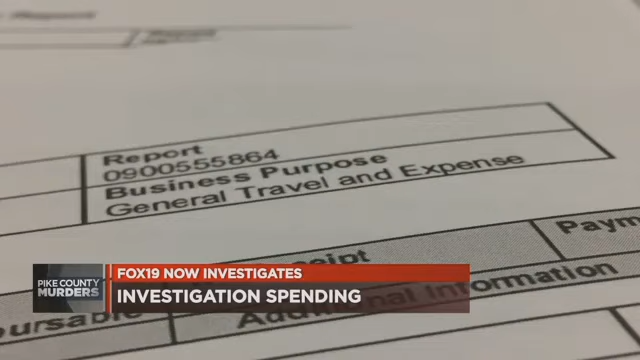 Report
Report
0900555864
Business Purpose
General Travel and Expense
Receipt
Additional Information
FOX19 NOW INVESTIGATES
PIKE COUNTY
MURDERS
INVESTIGATION SPENDING